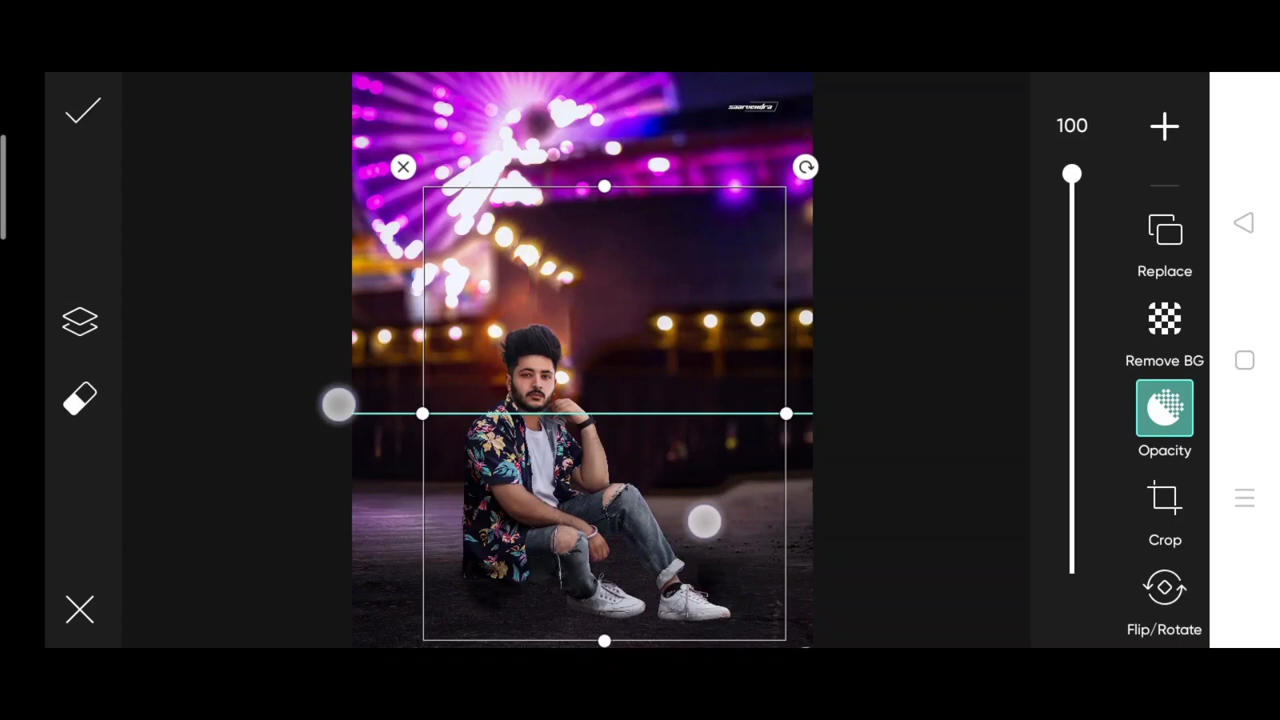 saarvendra
100
Replace
Remove BG
Opacity
Crop
Flip/Rotate